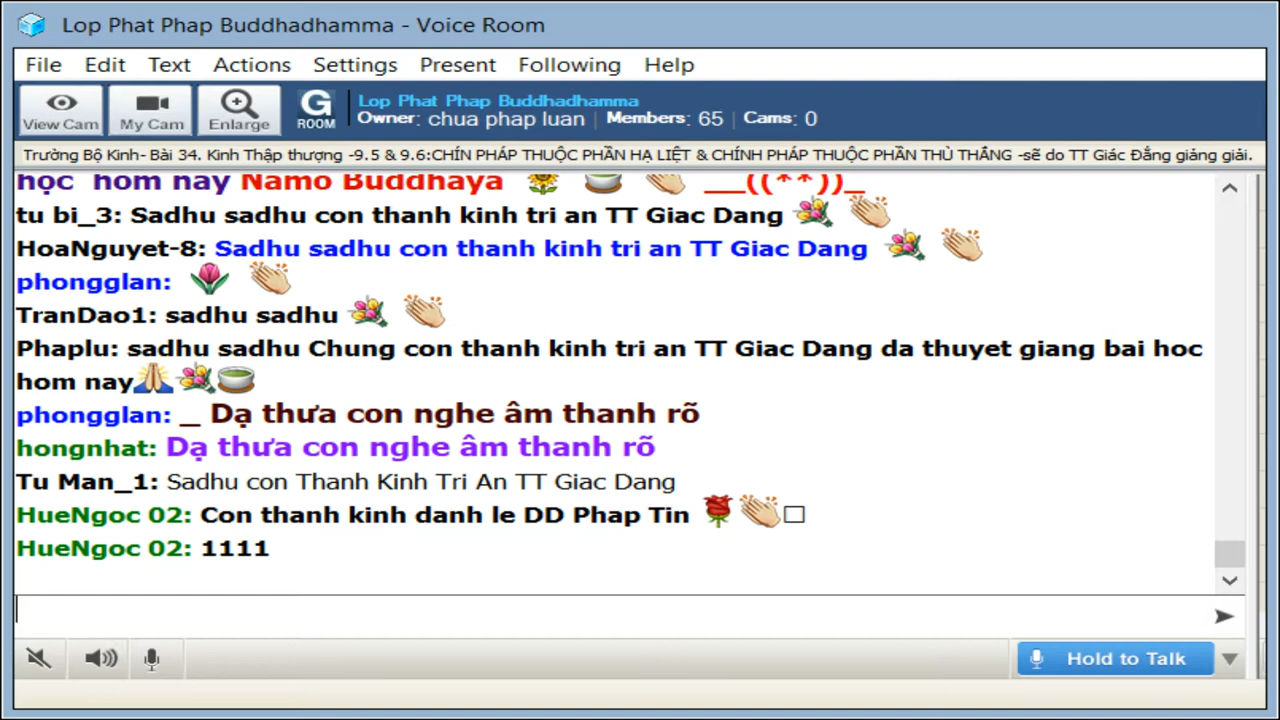 Lop Phat Phap Buddhadhamma - Voice Room
File Edit Text Actions Settings Present Following Help
View Cam My Cam Enlarge G ROOM Lop Phat Phap Buddhadhamma
Owner: chua phap luan | Members: 65 | Cams: 0
Trường Bộ Kinh- Bài 34. Kinh Thập thượng -9.5 & 9.6:CHÍN PHÁP THUỘC PHẦN HẠ LIỆT & CHÍNH PHÁP THUỘC PHẦN THÙ THẮNG -sẽ do TT Giác Đẳng giảng giải.
học hom nay Namo Buddhaya __((**))_
tu bi_3: Sadhu sadhu con thanh kinh tri an TT Giac Dang
HoaNguyet-8: Sadhu sadhu con thanh kinh tri an TT Giac Dang
phongglan:
TranDao1: sadhu sadhu
Phaplu: sadhu sadhu Chung con thanh kinh tri an TT Giac Dang da thuyet giang bai hoc
hom nay
phongglan: _ Dạ thưa con nghe âm thanh rõ
hongnhat: Dạ thưa con nghe âm thanh rõ
Tu Man_1: Sadhu con Thanh Kinh Tri An TT Giac Dang
HueNgoc 02: Con thanh kinh danh le DD Phap Tin
HueNgoc 02: 1111
Hold to Talk